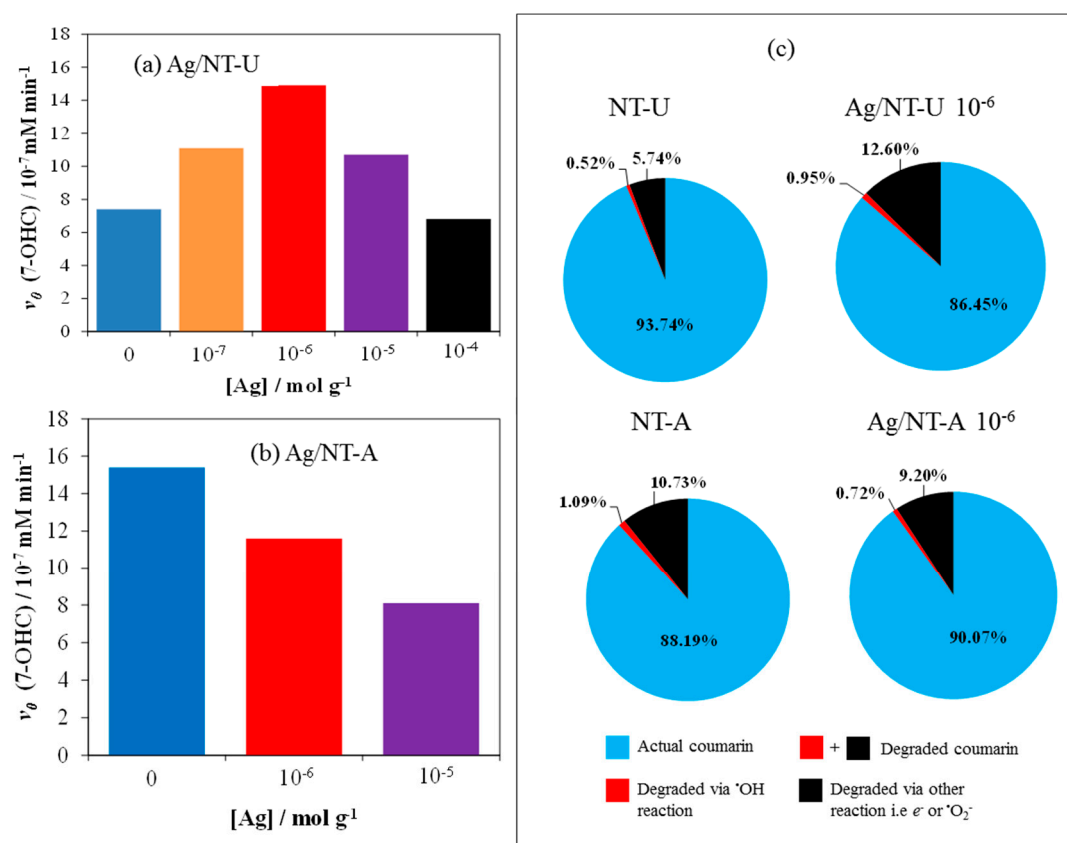 (a) Ag/NT-U
18
16
14
12
10
8
6
4
2
0
v₀ (7-OHC) / 10⁻⁷ mM min⁻¹
0 10⁻⁷ 10⁻⁶ 10⁻⁵ 10⁻⁴
[Ag] / mol g⁻¹
(b) Ag/NT-A
18
16
14
12
10
8
6
4
2
0
v₀ (7-OHC) / 10⁻⁷ mM min⁻¹
0 10⁻⁶ 10⁻⁵
[Ag] / mol g⁻¹
(c)
NT-U
0.52% 5.74%
93.74%
Ag/NT-U 10⁻⁶
12.60%
0.95%
86.45%
NT-A
10.73%
1.09%
88.19%
Ag/NT-A 10⁻⁶
9.20%
0.72%
90.07%
Actual coumarin
+ Degraded coumarin
Degraded via •OH
reaction
Degraded via other
reaction i.e e⁻ or •O₂⁻